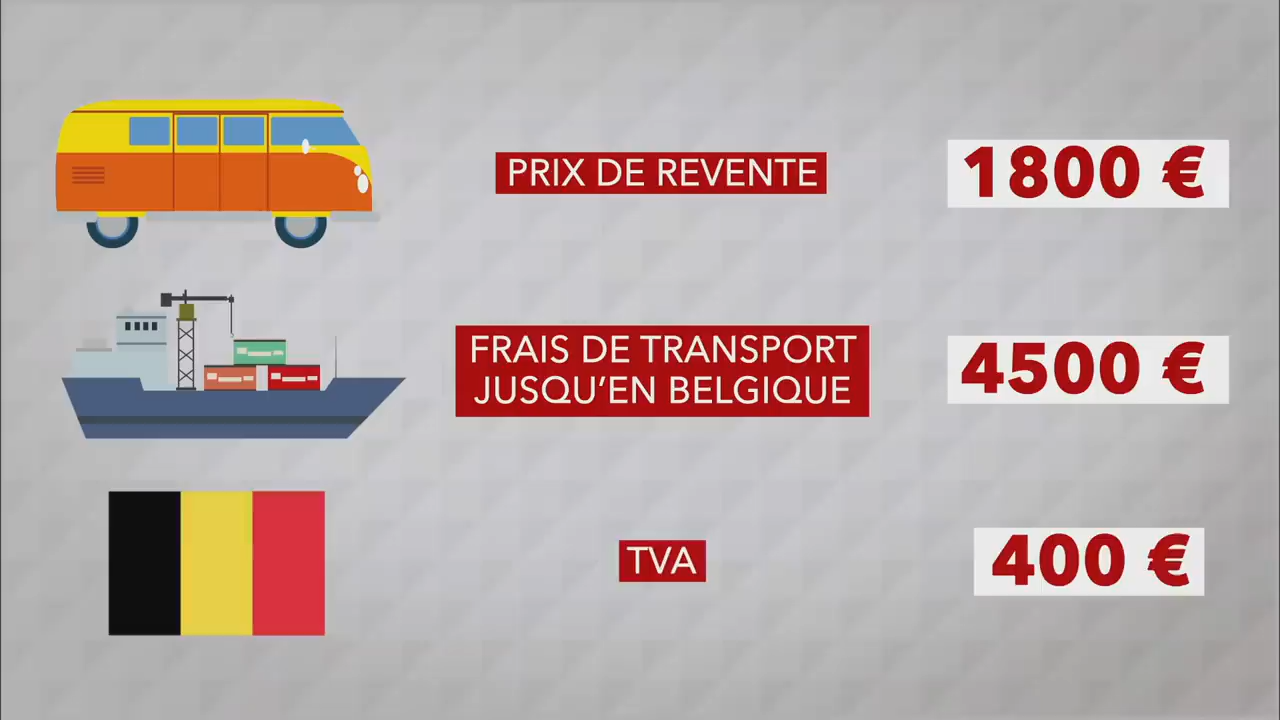 PRIX DE REVENTE
1800 €
FRAIS DE TRANSPORT
JUSQU'EN BELGIQUE
4500 €
TVA
400 €